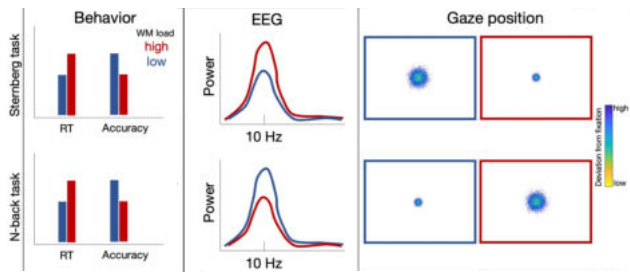 Behavior
EEG
Gaze position
Sternberg task
WM load
high
low
RT
Accuracy
Power
10 Hz
high
Deviation from fixation
low
N-back task
RT
Accuracy
Power
10 Hz